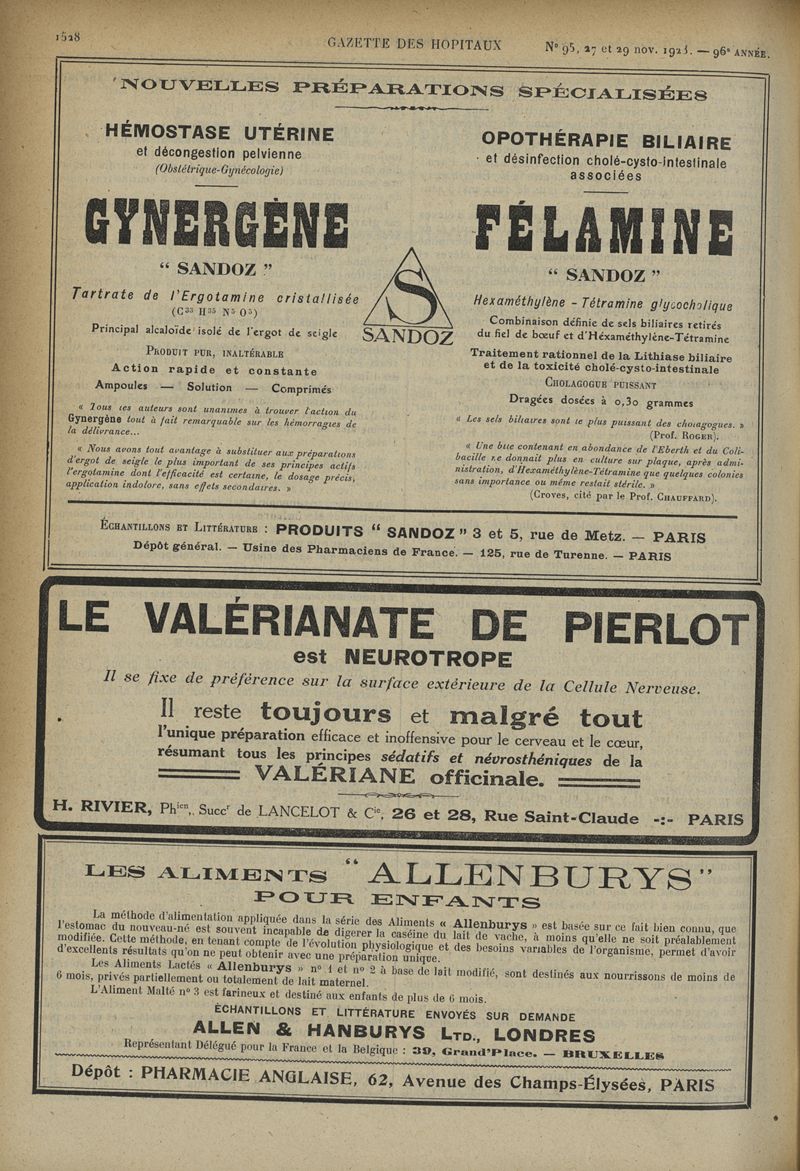 1528
GAZETTE DES HOPITAUX
N° 95, 27 et 29 nov. 1923. — 96e ANNÉE.
NOUVELLES PRÉPARATIONS SPÉCIALISÉES
HÉMOSTASE UTÉRINE
et décongestion pelvienne
(Obstétrique-Gynécologie)
GYNERGÈNE
“ SANDOZ ”
Tartrate de l'Ergotamine cristallisée
(C33 H35 N5 O5)
Principal alcaloïde isolé de l'ergot de seigle
PRODUIT PUR, INALTÉRABLE
Action rapide et constante
Ampoules — Solution — Comprimés
« Tous les auteurs sont unanimes à trouver l'action du
Gynergène tout à fait remarquable sur les hémorragies de
la délivrance...
« Nous avons tout avantage à substituer aux préparations
d'ergot de seigle le plus important de ses principes actifs
l'ergotamine dont l'efficacité est certaine, le dosage précis,
application indolore, sans effets secondaires. »
S
SANDOZ
OPOTHÉRAPIE BILIAIRE
et désinfection cholé-cysto-intestinale
associées
FÉLAMINE
“ SANDOZ ”
Hexaméthylène - Tétramine glycocholique
Combinaison définie de sels biliaires retirés
du fiel de bœuf et d'Héxaméthylène-Tétramine
Traitement rationnel de la Lithiase biliaire
et de la toxicité cholé-cysto-intestinale
CHOLAGOGUE PUISSANT
Dragées dosées à 0,30 grammes
« Les sels biliaires sont le plus puissant des cholagogues. »
(Prof. ROGER).
« Une bile contenant en abondance de l'Eberth et du Coli-
bacille ne donnait plus en culture sur plaque, après admi-
nistration, d'Hexaméthylène-Tétramine que quelques colonies
sans importance ou même restait stérile. »
(Croves, cité par le Prof. CHAUFFARD).
ÉCHANTILLONS ET LITTÉRATURE : PRODUITS “ SANDOZ ” 3 et 5, rue de Metz. — PARIS
Dépôt général. — Usine des Pharmaciens de France. — 125, rue de Turenne. — PARIS
LE VALÉRIANATE DE PIERLOT
est NEUROTROPE
Il se fixe de préférence sur la surface extérieure de la Cellule Nerveuse.
Il reste toujours et malgré tout
l'unique préparation efficace et inoffensive pour le cerveau et le cœur,
résumant tous les principes sédatifs et névrosthéniques de la
VALÉRIANE officinale.
H. RIVIER, Phicn, Succr de LANCELOT & Cie, 26 et 28, Rue Saint-Claude -:- PARIS
LES ALIMENTS “ ALLENBURYS ”
POUR ENFANTS
La méthode d'alimentation appliquée dans la série des Aliments « Allenburys » est basée sur ce fait bien connu, que
l'estomac du nouveau-né est souvent incapable de digérer la caséine du lait de vache, à moins qu'elle ne soit préalablement
modifiée. Cette méthode, en tenant compte de l'évolution physiologique et des besoins variables de l'organisme, permet d'avoir
d'excellents résultats qu'on ne peut obtenir avec une préparation unique.
Les Aliments Lactés « Allenburys » n° 1 et n° 2 à base de lait modifié, sont destinés aux nourrissons de moins de
6 mois, privés partiellement ou totalement de lait maternel.
L'Aliment Malté n° 3 est farineux et destiné aux enfants de plus de 6 mois.
ÉCHANTILLONS ET LITTÉRATURE ENVOYÉS SUR DEMANDE
ALLEN & HANBURYS LTD., LONDRES
Représentant Délégué pour la France et la Belgique : 39, Grand'Place. — BRUXELLES
Dépôt : PHARMACIE ANGLAISE, 62, Avenue des Champs-Élysées, PARIS